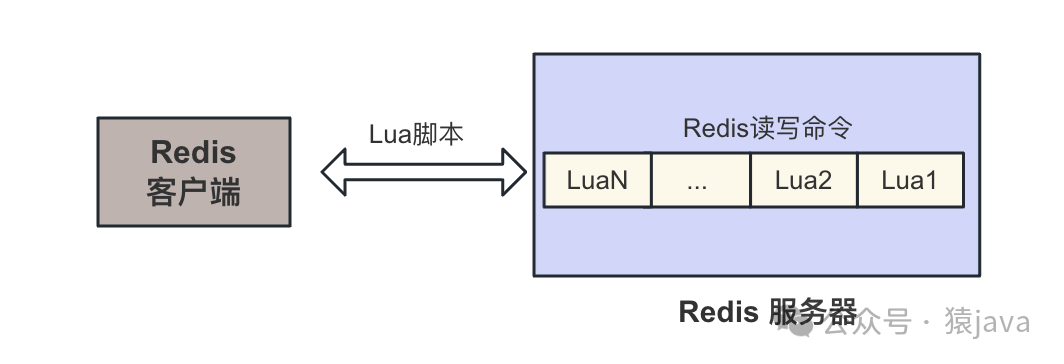 Redis
客户端
Lua脚本
Redis读写命令
LuaN ... Lua2 Lua1
Redis 服务器
公众号 · 猿java